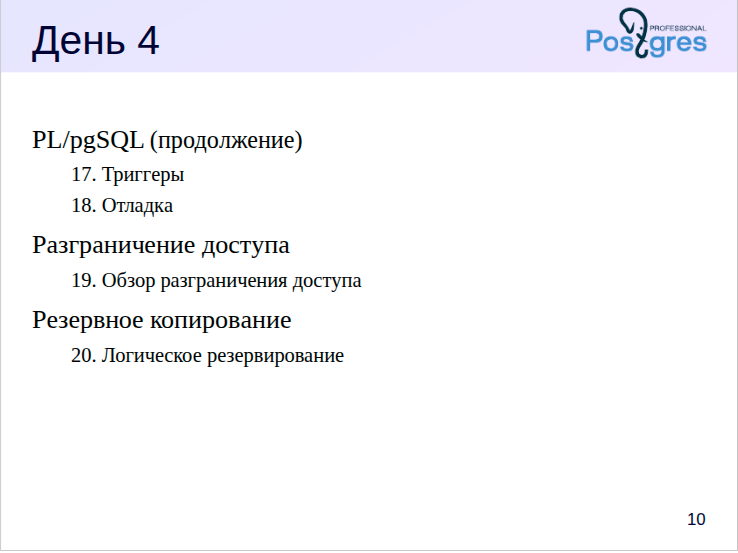 День 4
PROFESSIONAL
Postgres
PL/pgSQL (продолжение)
17. Триггеры
18. Отладка
Разграничение доступа
19. Обзор разграничения доступа
Резервное копирование
20. Логическое резервирование
10